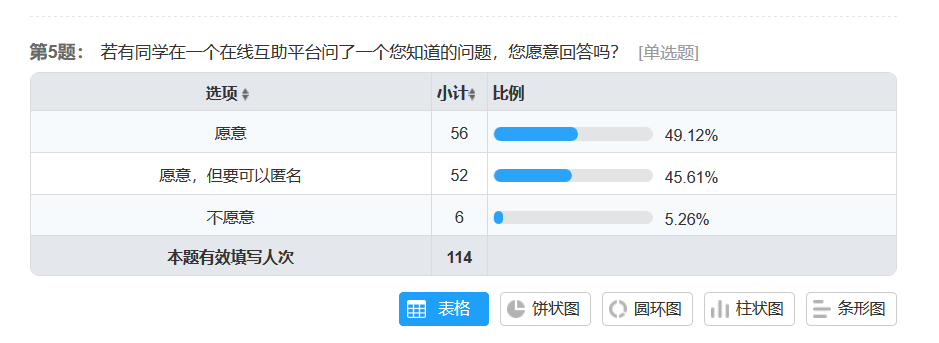 第5题： 若有同学在一个在线互助平台问了一个您知道的问题，您愿意回答吗？ [单选题]
选项 小计 比例
愿意 56 49.12%
愿意，但要可以匿名 52 45.61%
不愿意 6 5.26%
本题有效填写人次 114
表格 饼状图 圆环图 柱状图 条形图